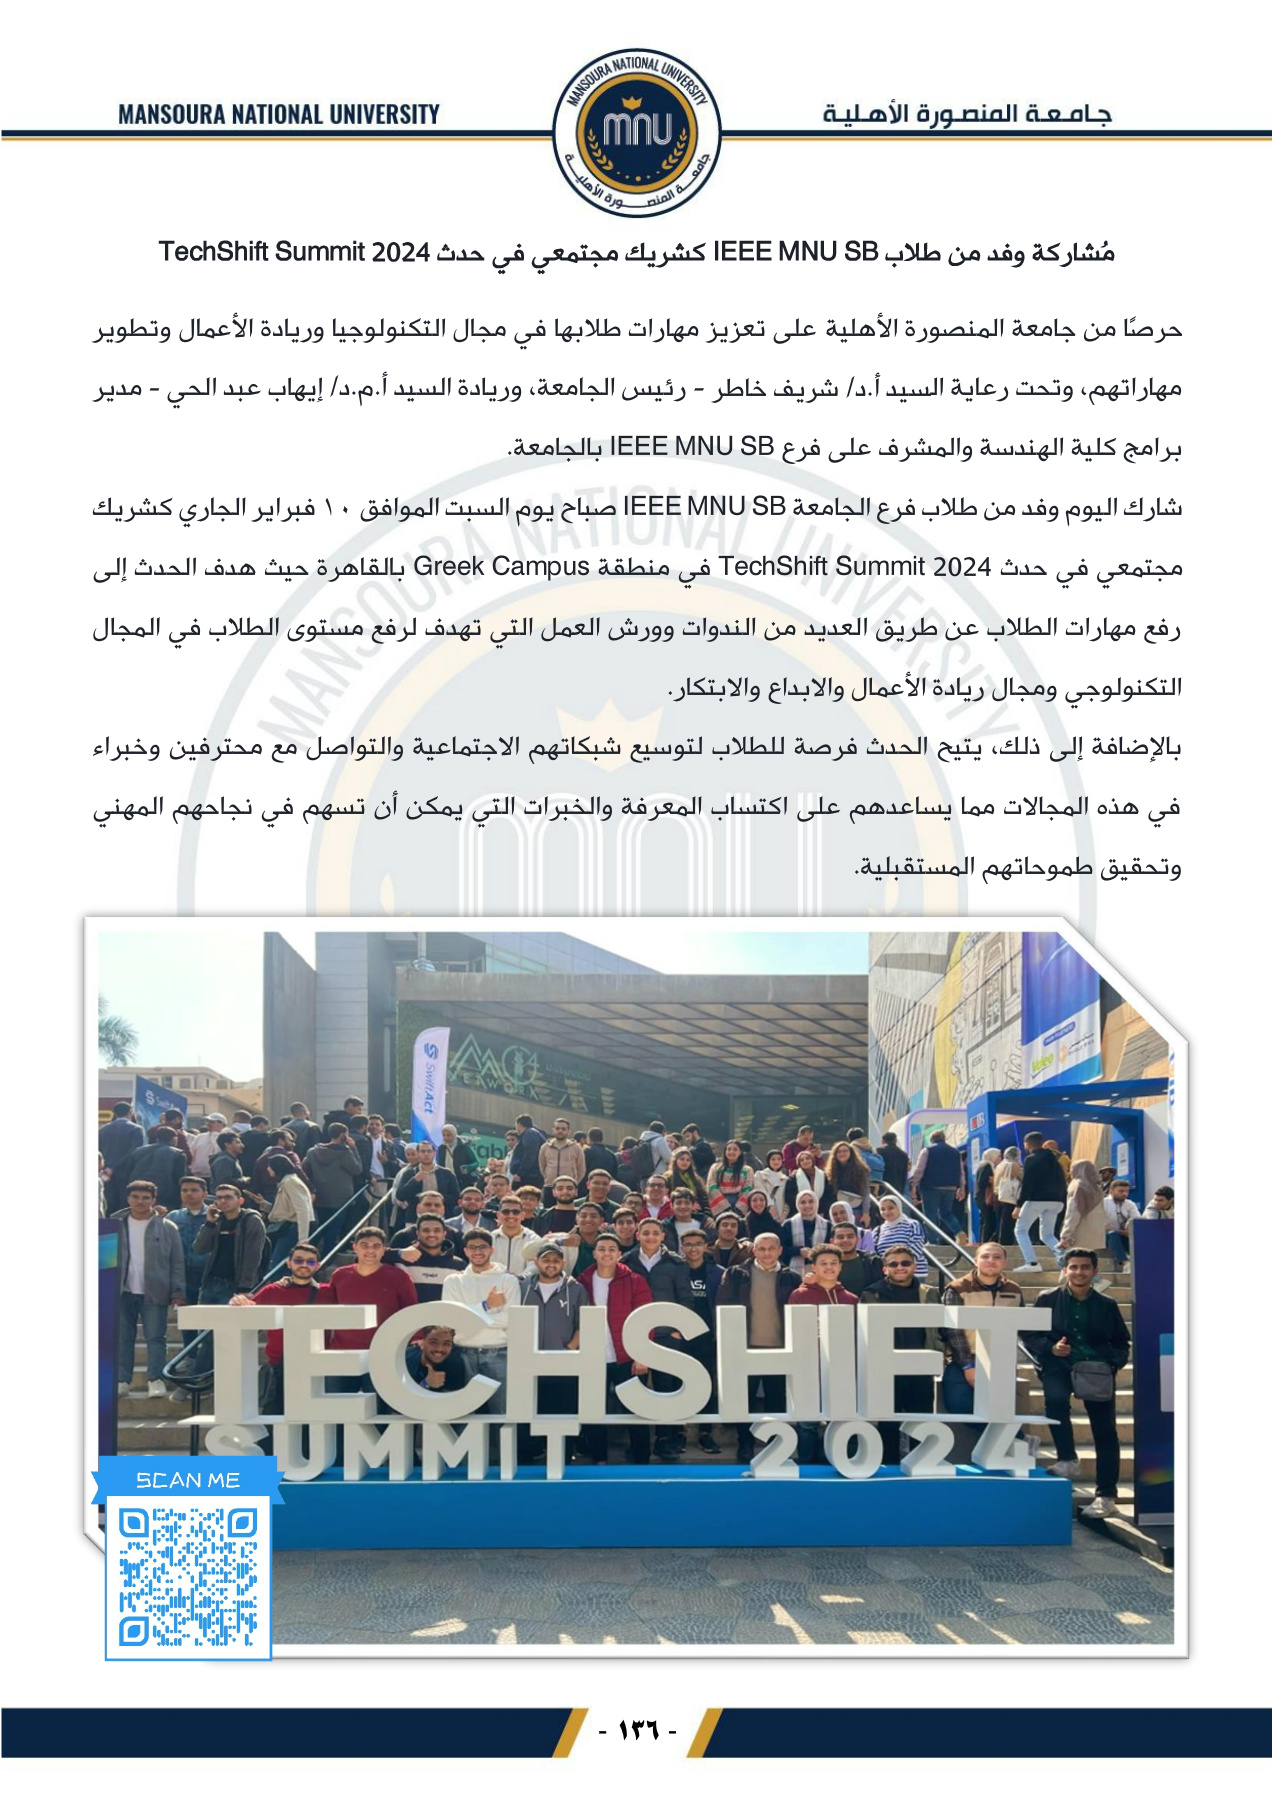 MANSOURA NATIONAL UNIVERSITY
جامعة المنصورة الأهلية
MANSOURA NATIONAL UNIVERSITY
mnu
جامعة المنصورة الأهلية
مُشاركة وفد من طلاب IEEE MNU SB كشريك مجتمعي في حدث TechShift Summit 2024
حرصًا من جامعة المنصورة الأهلية على تعزيز مهارات طلابها في مجال التكنولوجيا وريادة الأعمال وتطوير
مهاراتهم، وتحت رعاية السيد أ.د/ شريف خاطر - رئيس الجامعة، وريادة السيد أ.م.د/ إيهاب عبد الحي - مدير
برامج كلية الهندسة والمشرف على فرع IEEE MNU SB بالجامعة.
شارك اليوم وفد من طلاب فرع الجامعة IEEE MNU SB صباح يوم السبت الموافق ١٠ فبراير الجاري كشريك
مجتمعي في حدث TechShift Summit 2024 في منطقة Greek Campus بالقاهرة حيث هدف الحدث إلى
رفع مهارات الطلاب عن طريق العديد من الندوات وورش العمل التي تهدف لرفع مستوى الطلاب في المجال
التكنولوجي ومجال ريادة الأعمال والابداع والابتكار.
بالإضافة إلى ذلك، يتيح الحدث فرصة للطلاب لتوسيع شبكاتهم الاجتماعية والتواصل مع محترفين وخبراء
في هذه المجالات مما يساعدهم على اكتساب المعرفة والخبرات التي يمكن أن تسهم في نجاحهم المهني
وتحقيق طموحاتهم المستقبلية.
MANSOURA NATIONAL UNIVERSITY
mnu
SwiftAct
Valeo
TECHSHIFT
SUMMIT 2024
SCAN ME
- ١٣٦ -